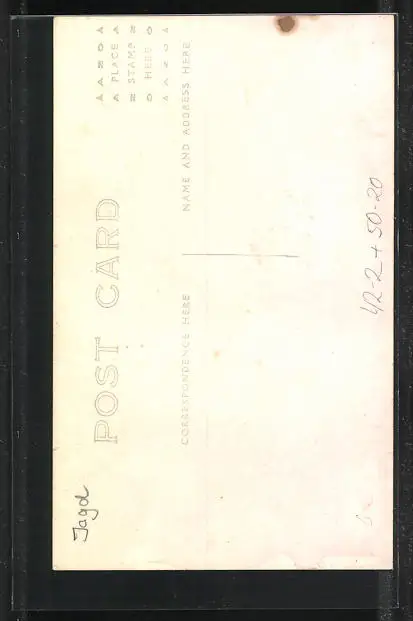 Jagd
POST CARD
CORRESPONDENCE HERE
NAME AND ADDRESS HERE
PLACE
STAMP
HERE
42-2 + 50-20